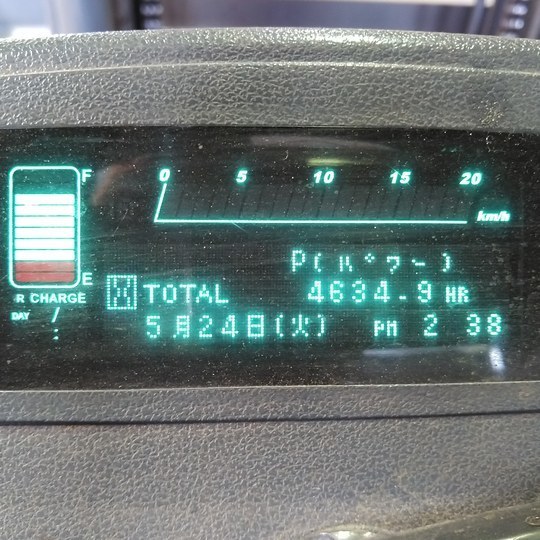 F
0 5 10 15 20
km/h
E
R CHARGE
DAY
P(パワー)
TOTAL 4634.9 HR
5月24日(火) PM 2 38